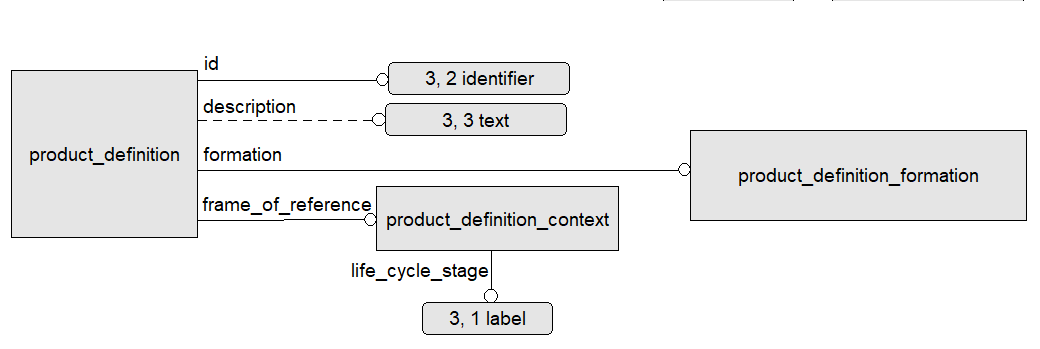 id
3, 2 identifier
description
3, 3 text
product_definition
formation
product_definition_formation
frame_of_reference
product_definition_context
life_cycle_stage
3, 1 label